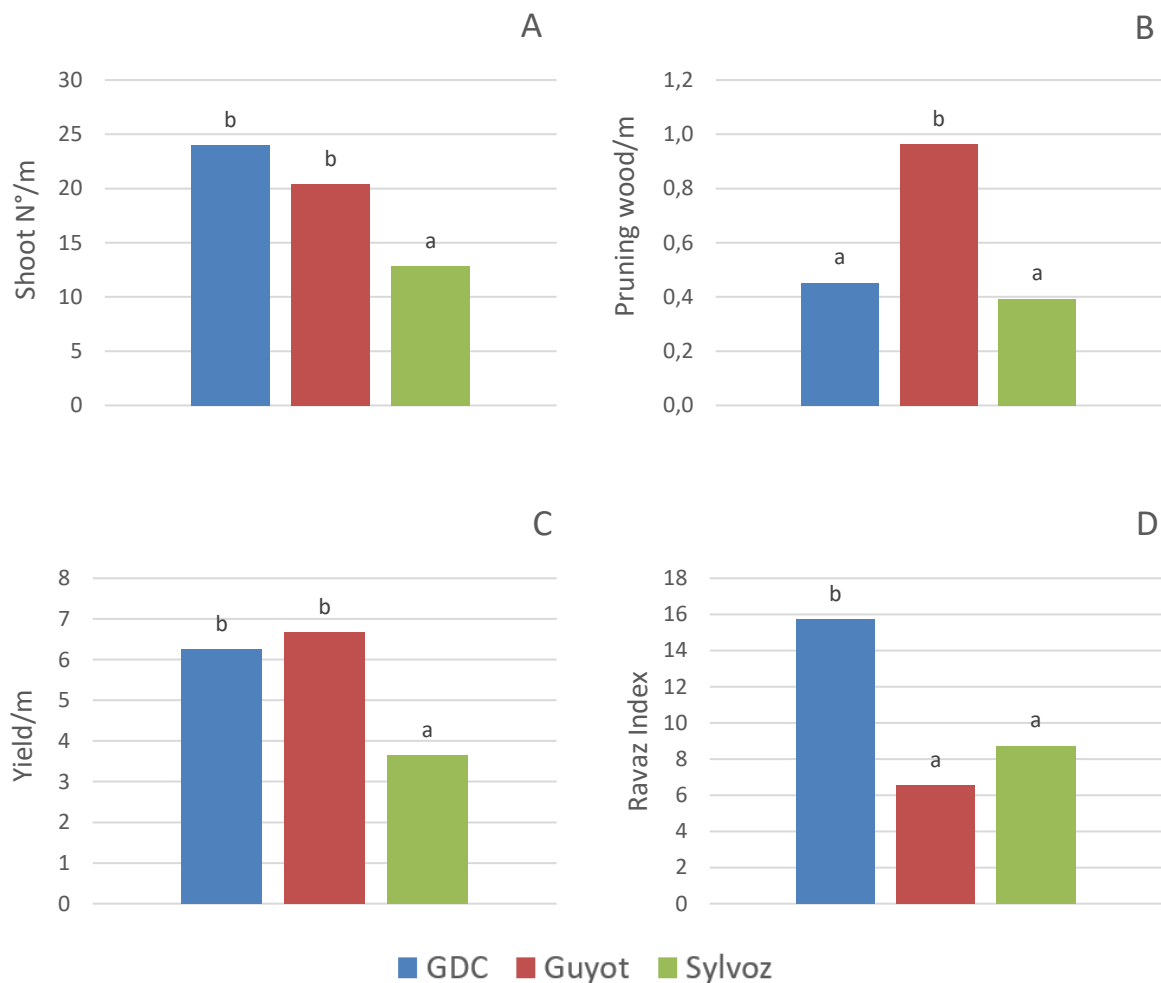 A
Shoot N°/m
30
25
20
15
10
5
0
b
b
a
B
Pruning wood/m
1,2
1,0
0,8
0,6
0,4
0,2
0,0
a
b
a
C
Yield/m
8
7
6
5
4
3
2
1
0
b
b
a
D
Ravaz Index
18
16
14
12
10
8
6
4
2
0
b
a
a
GDC Guyot Sylvoz